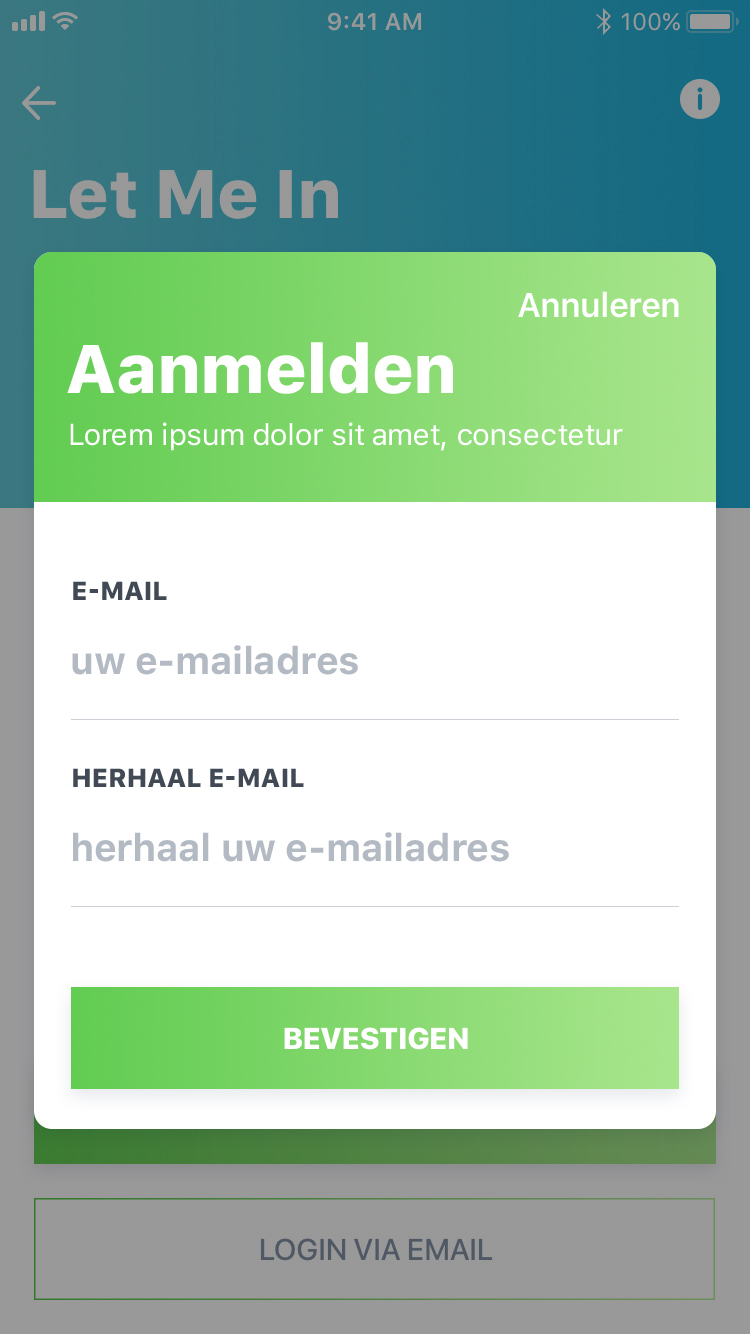 9:41 AM
100%
Let Me In
Annuleren
Aanmelden
Lorem ipsum dolor sit amet, consectetur
E-MAIL
uw e-mailadres
HERHAAL E-MAIL
herhaal uw e-mailadres
BEVESTIGEN
LOGIN VIA EMAIL